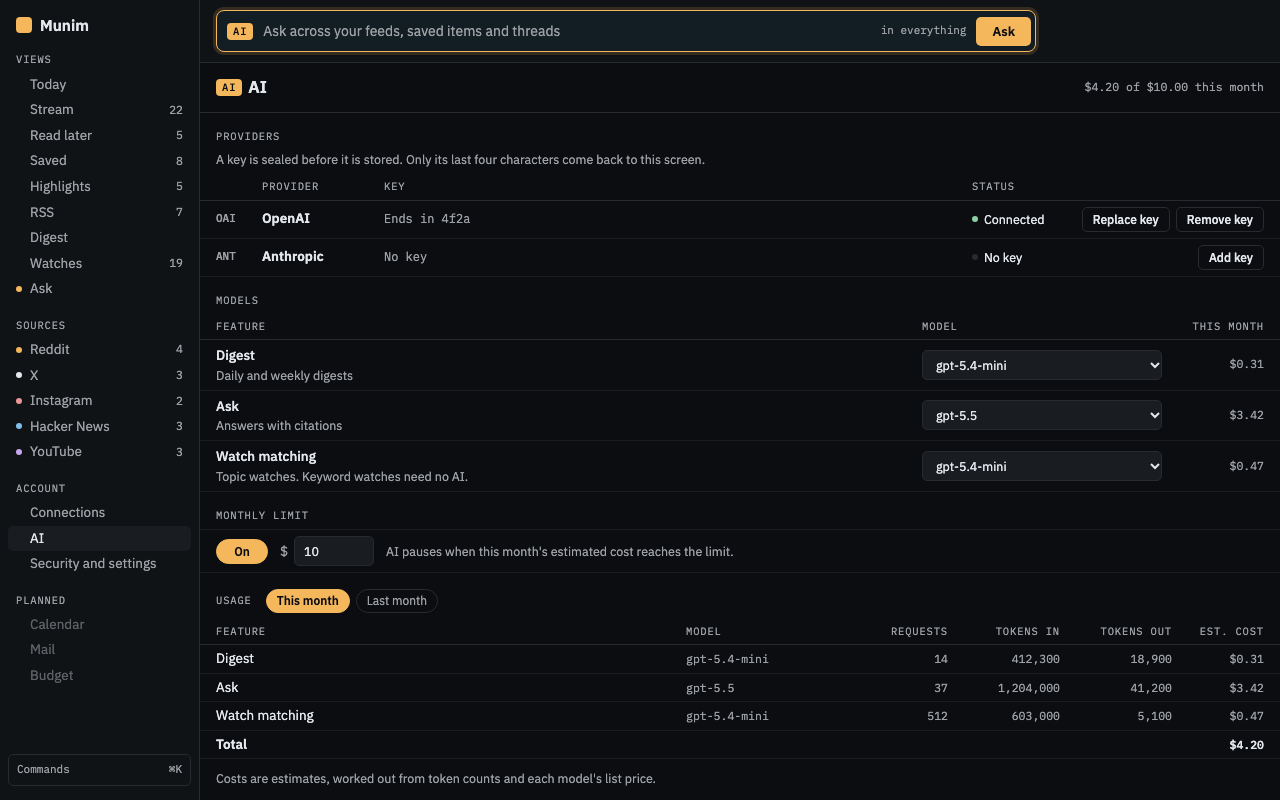 Munim
VIEWS
Today
Stream 22
Read later 5
Saved 8
Highlights 5
RSS 7
Digest
Watches 19
Ask
SOURCES
Reddit 4
X 3
Instagram 2
Hacker News 3
YouTube 3
ACCOUNT
Connections
AI
Security and settings
PLANNED
Calendar
Mail
Budget
Commands ⌘K
AI Ask across your feeds, saved items and threads in everything Ask
AI AI $4.20 of $10.00 this month
PROVIDERS
A key is sealed before it is stored. Only its last four characters come back to this screen.
PROVIDER KEY STATUS
OAI OpenAI Ends in 4f2a Connected Replace key Remove key
ANT Anthropic No key No key Add key
MODELS
FEATURE MODEL THIS MONTH
Digest
Daily and weekly digests gpt-5.4-mini $0.31
Ask
Answers with citations gpt-5.5 $3.42
Watch matching
Topic watches. Keyword watches need no AI. gpt-5.4-mini $0.47
MONTHLY LIMIT
On $ 10 AI pauses when this month's estimated cost reaches the limit.
USAGE This month Last month
FEATURE MODEL REQUESTS TOKENS IN TOKENS OUT EST. COST
Digest gpt-5.4-mini 14 412,300 18,900 $0.31
Ask gpt-5.5 37 1,204,000 41,200 $3.42
Watch matching gpt-5.4-mini 512 603,000 5,100 $0.47
Total $4.20
Costs are estimates, worked out from token counts and each model's list price.